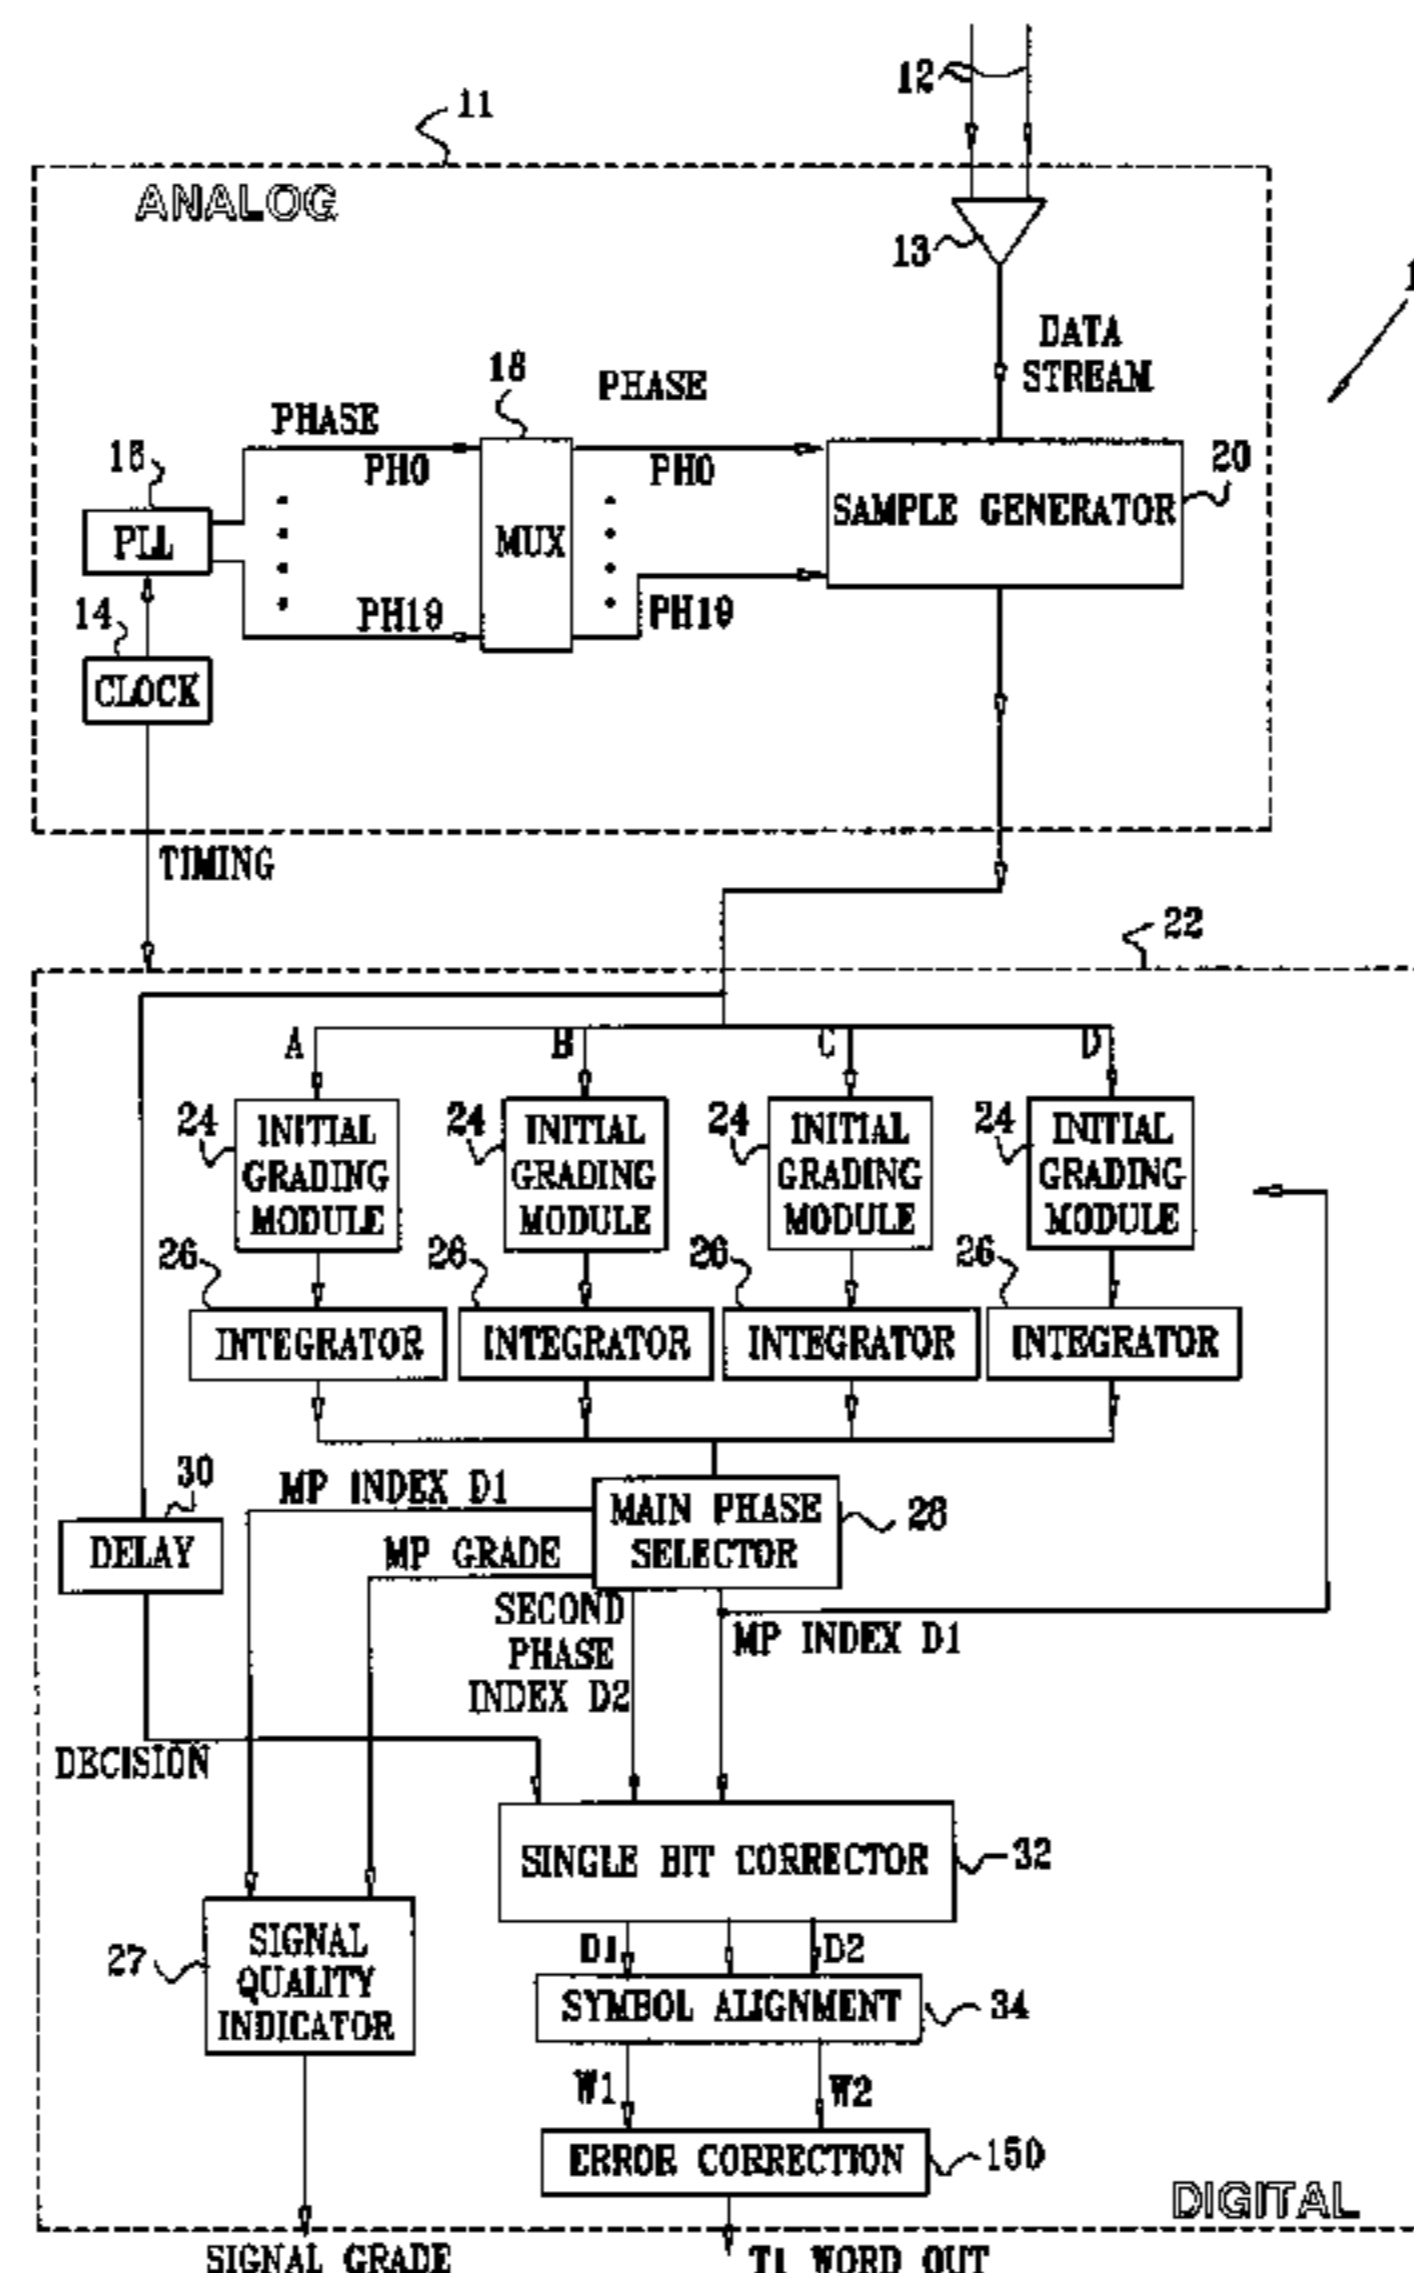 12
11
ANALOG
13
1
DATA
STREAM
18
PHASE
PHASE
16
PH0
PH0
20
PLL
MUX
SAMPLE GENERATOR
14
PH19
PH19
CLOCK
TIMING
22
A
B
C
D
24
24
24
24
INITIAL
GRADING
MODULE
INITIAL
GRADING
MODULE
INITIAL
GRADING
MODULE
INITIAL
GRADING
MODULE
26
26
26
26
INTEGRATOR
INTEGRATOR
INTEGRATOR
INTEGRATOR
30
MP INDEX D1
MAIN PHASE
SELECTOR
28
DELAY
MP GRADE
SECOND
PHASE
INDEX D2
MP INDEX D1
DECISION
SINGLE BIT CORRECTOR
32
27
SIGNAL
QUALITY
INDICATOR
D1
D2
SYMBOL ALIGNMENT
34
W1
W2
ERROR CORRECTION
150
DIGITAL
SIGNAL GRADE
T1 WORD OUT